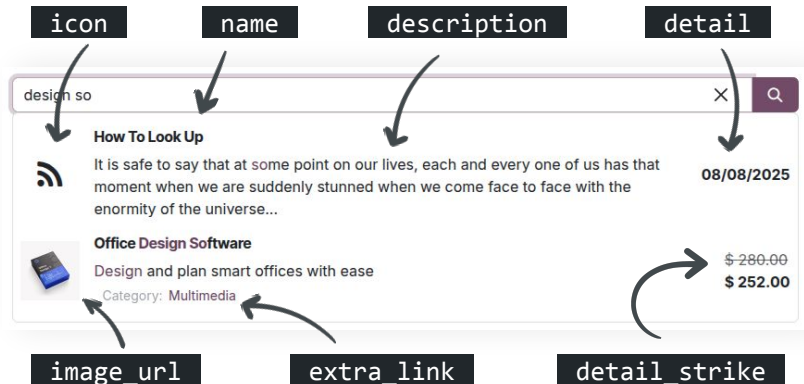 icon name description detail
design so
How To Look Up
It is safe to say that at some point on our lives, each and every one of us has that
moment when we are suddenly stunned when we come face to face with the
enormity of the universe...
08/08/2025
Office Design Software
Design and plan smart offices with ease
Category: Multimedia
$ 280.00
$ 252.00
image_url extra_link detail_strike